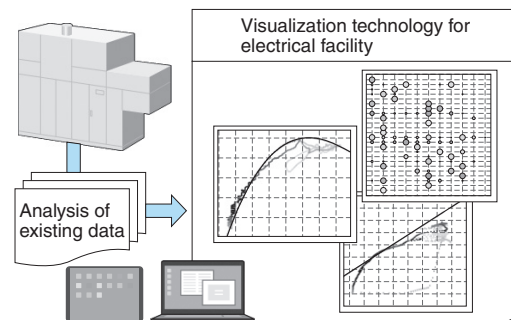 Visualization technology for
electrical facility
Analysis of
existing data